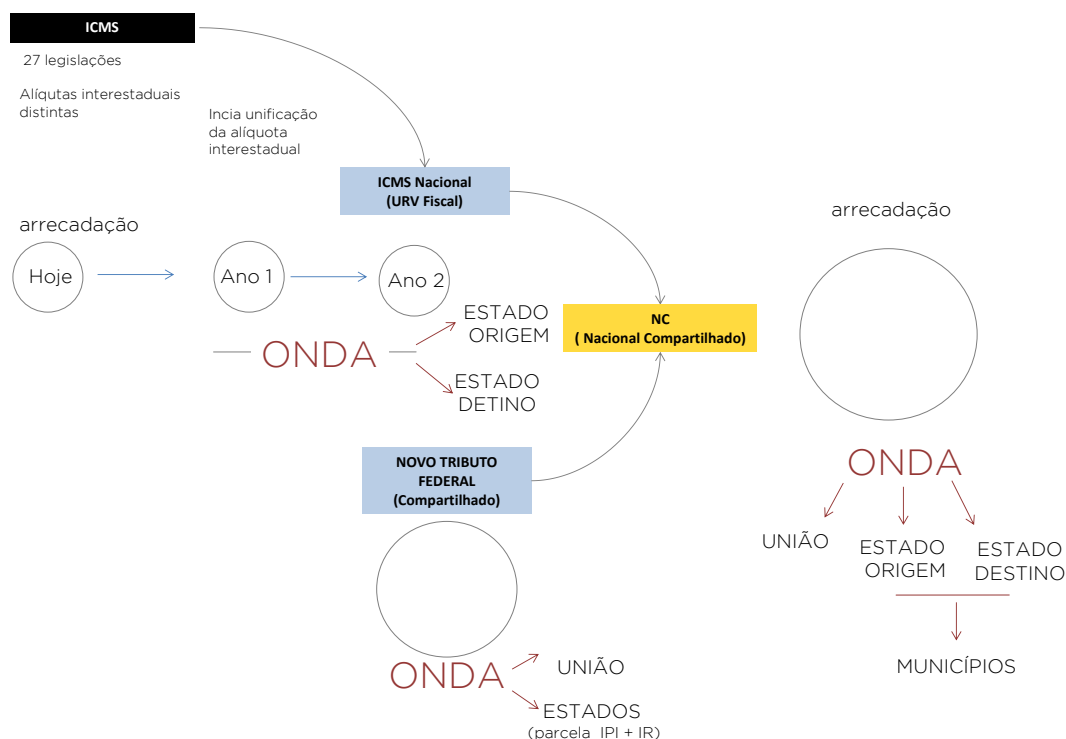 ICMS
27 legislações
Alíqutas interestaduais
distintas
Incia unificação
da alíquota
interestadual
ICMS Nacional
(URV Fiscal)
arrecadação
Hoje
Ano 1
Ano 2
ONDA
ESTADO
ORIGEM
ESTADO
DETINO
NC
( Nacional Compartilhado)
NOVO TRIBUTO
FEDERAL
(Compartilhado)
ONDA
UNIÃO
ESTADOS
(parcela IPI + IR)
arrecadação
ONDA
UNIÃO
ESTADO
ORIGEM
ESTADO
DESTINO
MUNICÍPIOS